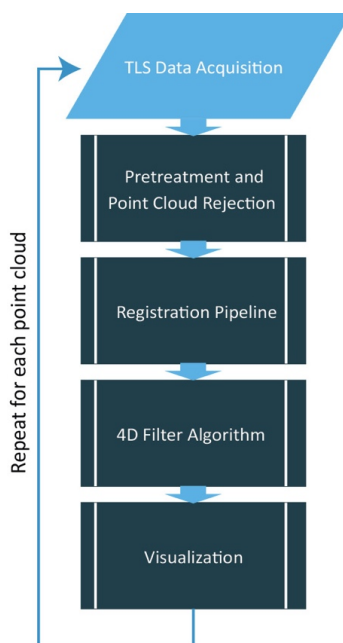 TLS Data Acquisition
Pretreatment and
Point Cloud Rejection
Registration Pipeline
4D Filter Algorithm
Visualization
Repeat for each point cloud